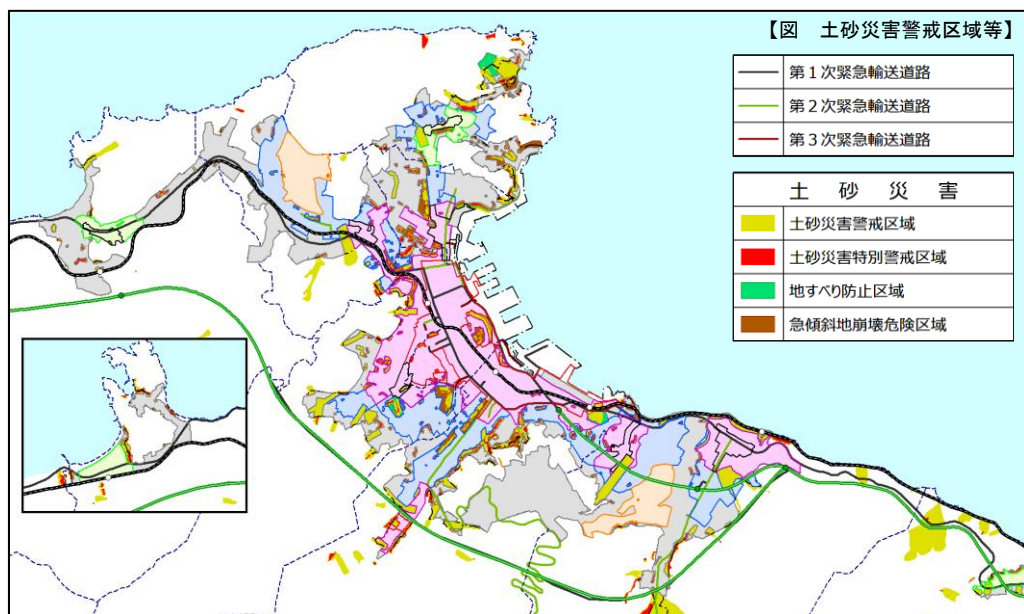 【図 土砂災害警戒区域等】
第1次緊急輸送道路
第2次緊急輸送道路
第3次緊急輸送道路
土 砂 災 害
土砂災害警戒区域
土砂災害特別警戒区域
地すべり防止区域
急傾斜地崩壊危険区域